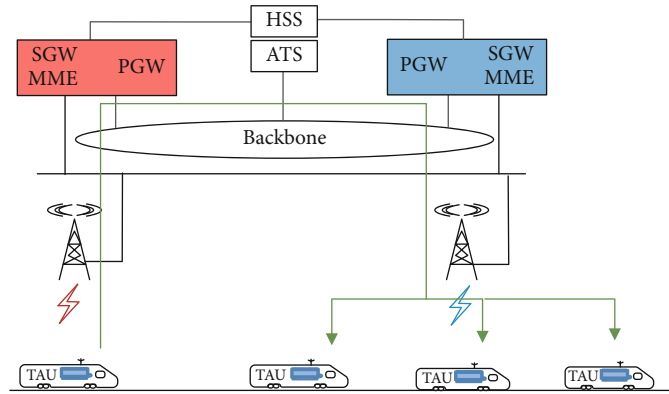 HSS
SGW
MME
PGW
ATS
PGW
SGW
MME
Backbone
TAU
TAU
TAU
TAU